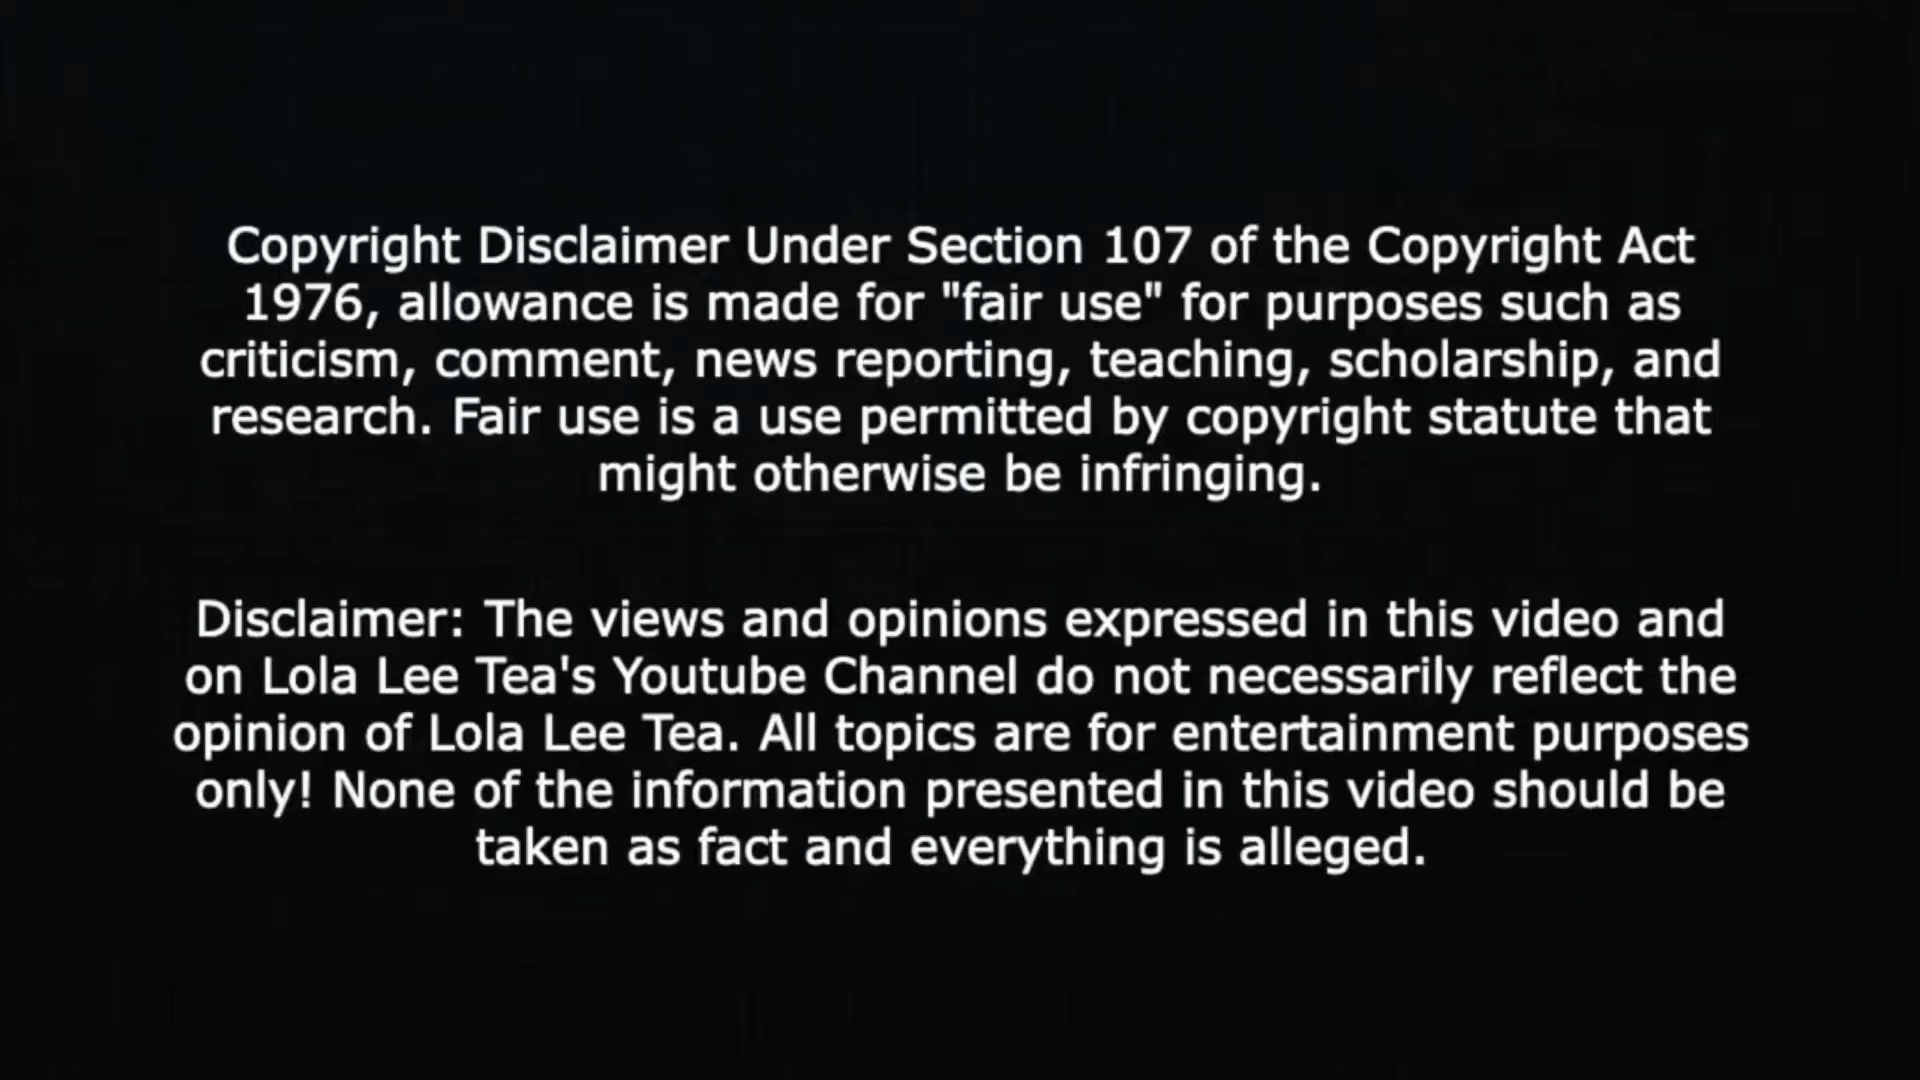 Copyright Disclaimer Under Section 107 of the Copyright Act
1976, allowance is made for "fair use" for purposes such as
criticism, comment, news reporting, teaching, scholarship, and
research. Fair use is a use permitted by copyright statute that
might otherwise be infringing.
Disclaimer: The views and opinions expressed in this video and
on Lola Lee Tea's Youtube Channel do not necessarily reflect the
opinion of Lola Lee Tea. All topics are for entertainment purposes
only! None of the information presented in this video should be
taken as fact and everything is alleged.